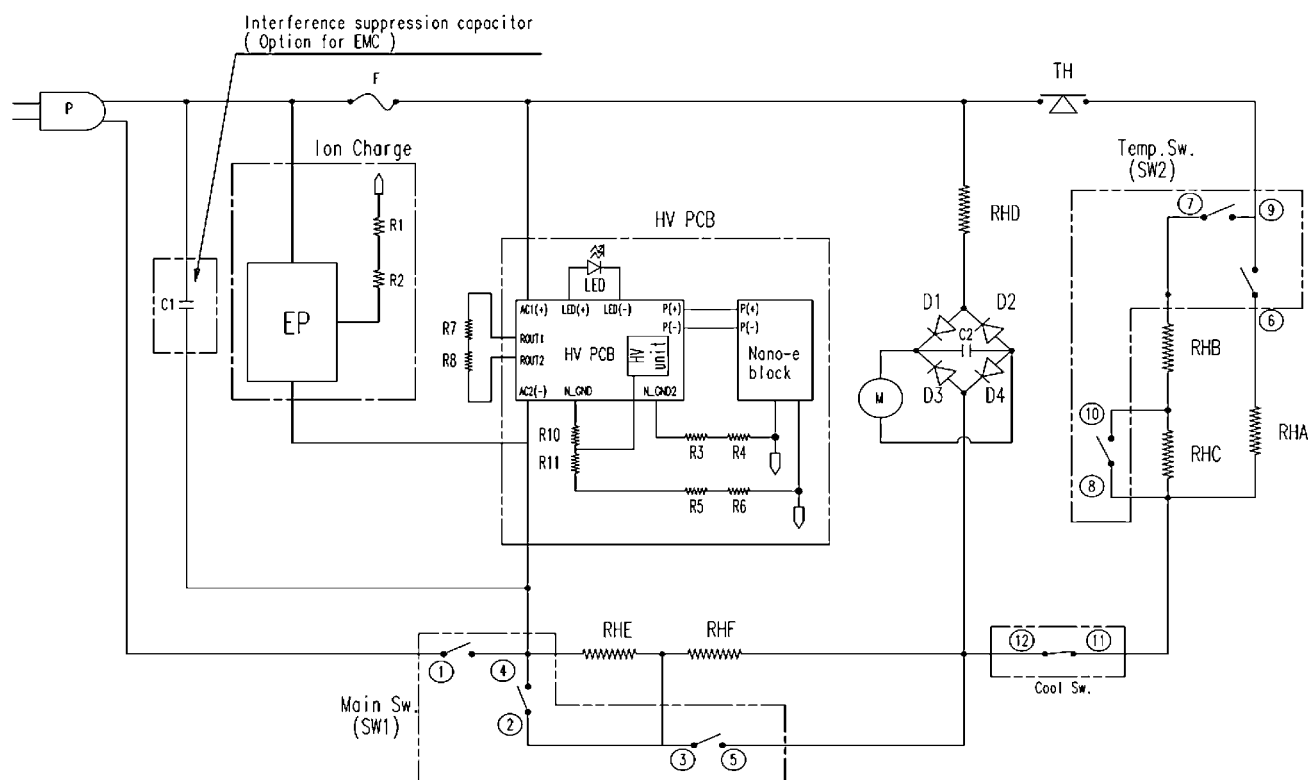 Interference suppression capacitor
( Option for EMC )
P
F
TH
Ion Charge
Temp.Sw.
(SW2)
7
9
R1
RHD
HV PCB
R2
LED
6
C1
EP
D1
D2
AC1(+)
LED(+)
LED(-)
P(+)
P(+)
P(-)
P(-)
R7
ROUT1
C2
RHB
R8
ROUT2
HV PCB
HV unit
Nano-e
block
M
D3
D4
AC2(-)
N_GND
N_GND2
10
R10
RHA
R3
R4
RHC
R11
8
R5
R6
RHE
RHF
12
11
1
4
Cool Sw.
Main Sw.
(SW1)
2
3
5